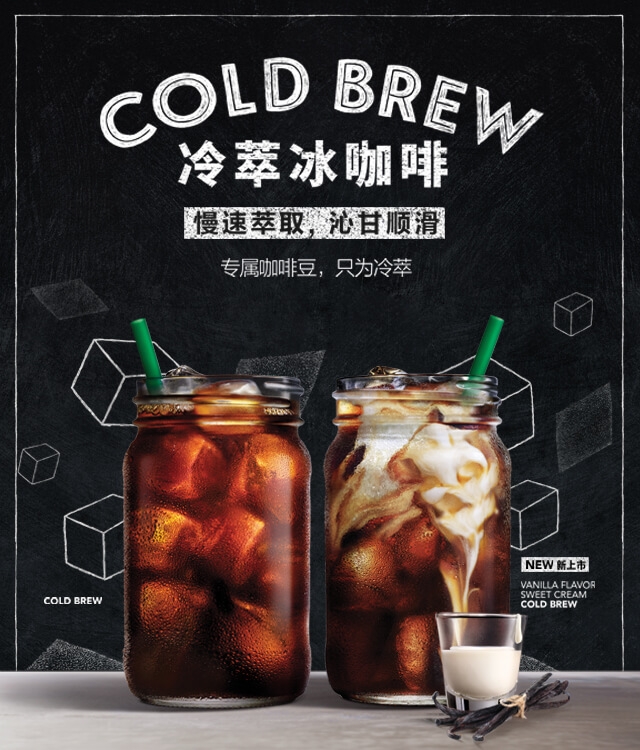 COLD BREW
冷萃冰咖啡
慢速萃取，沁甘顺滑
专属咖啡豆，只为冷萃
COLD BREW
NEW 新上市
VANILLA FLAVOR
SWEET CREAM
COLD BREW